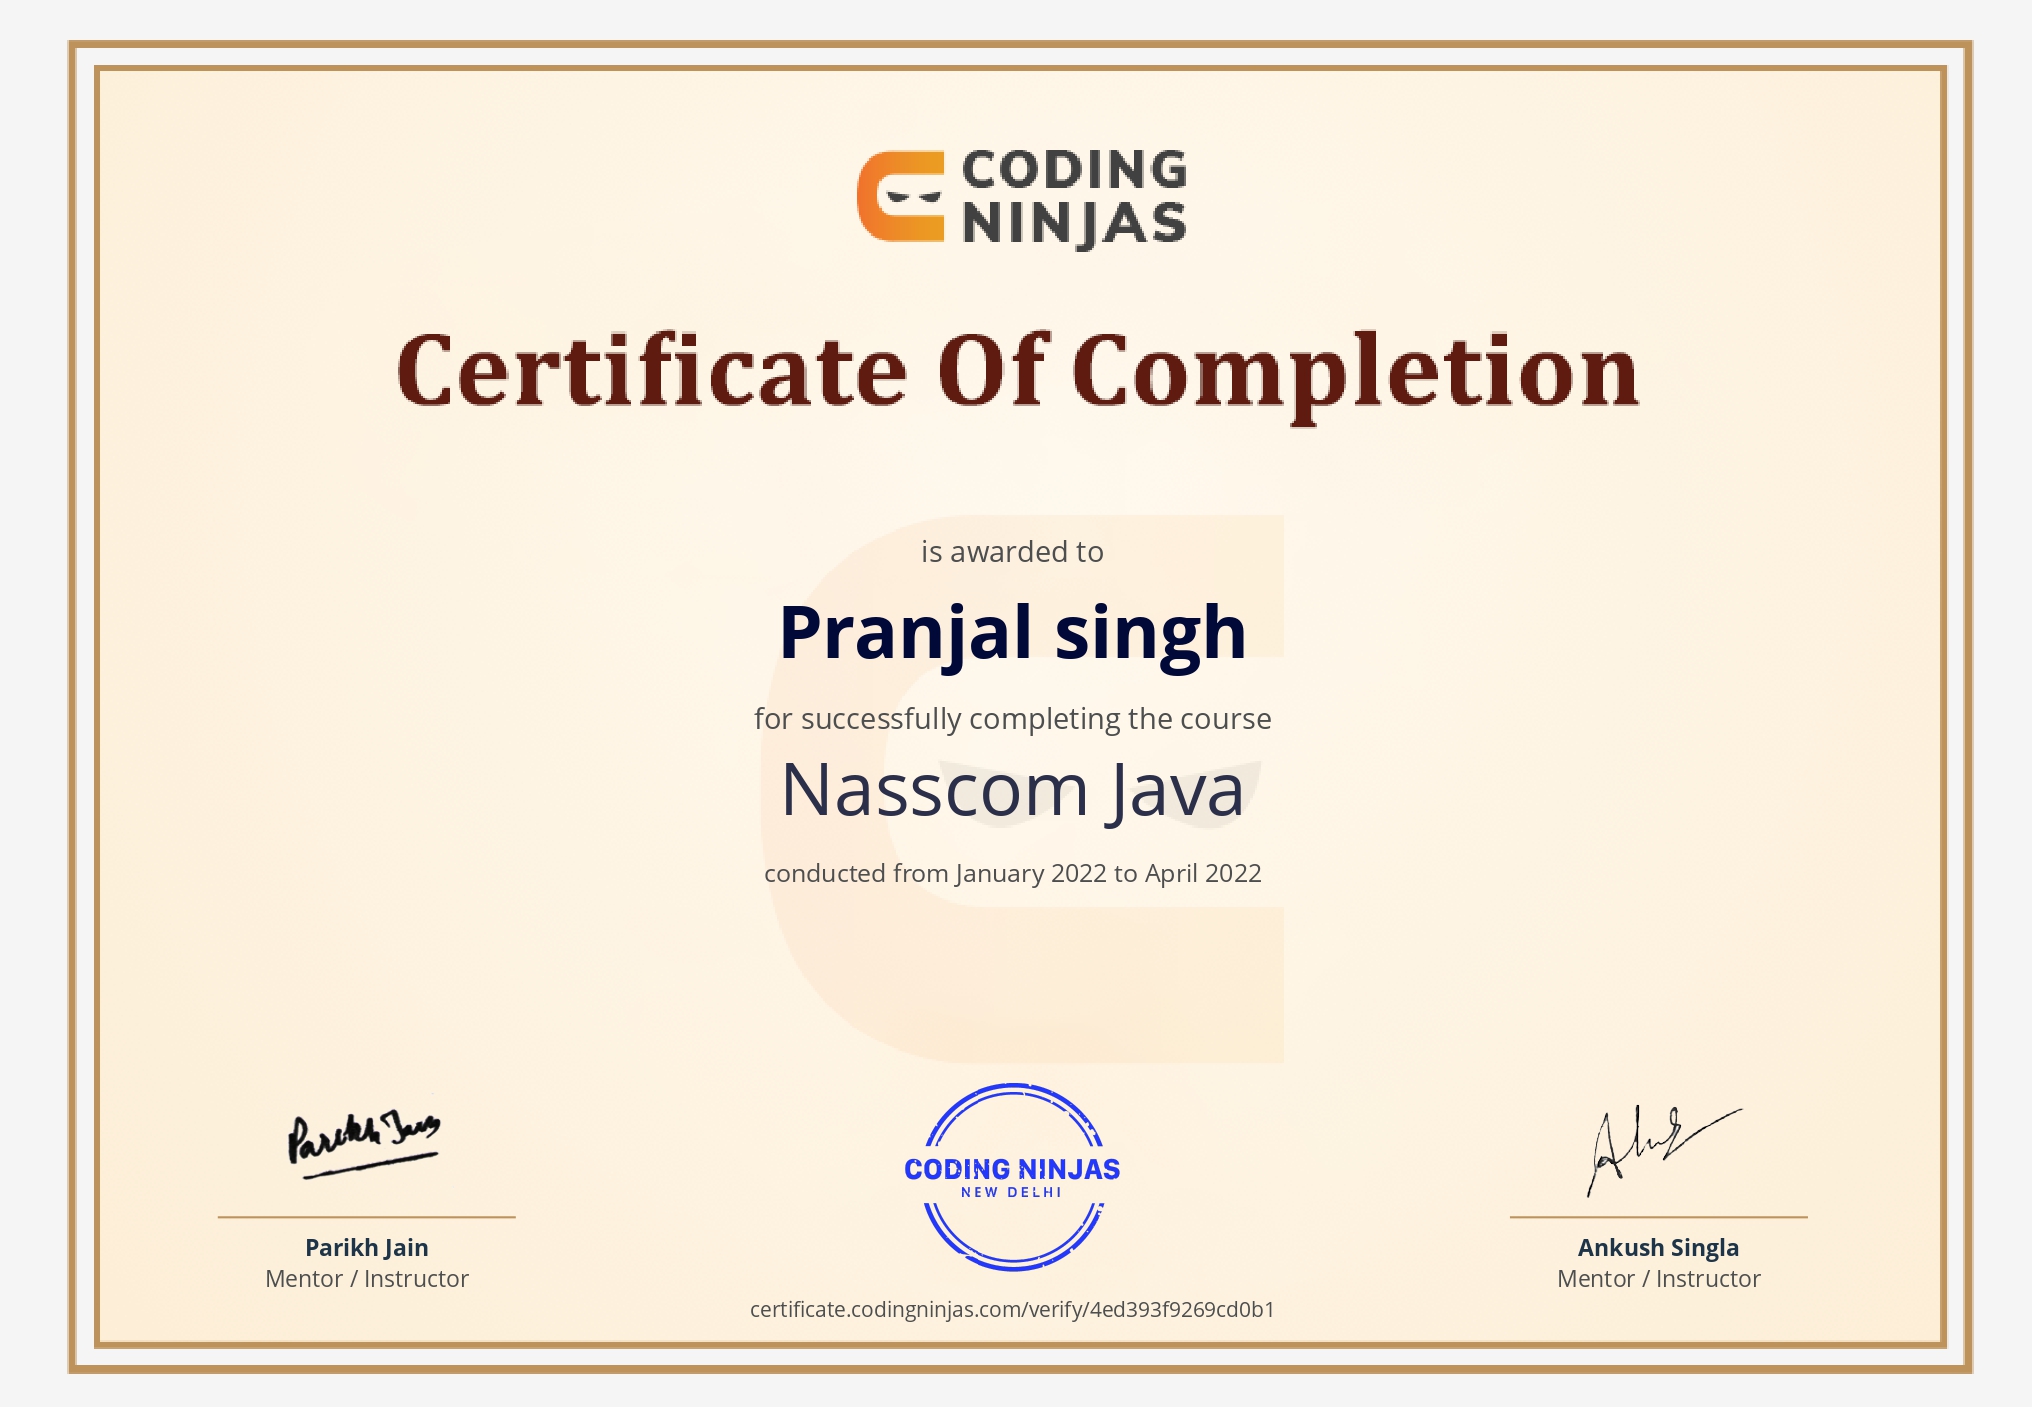 CODING
NINJAS
Certificate Of Completion
is awarded to
Pranjal singh
for successfully completing the course
Nasscom Java
conducted from January 2022 to April 2022
Parikh Jain
CODING NINJAS
NEW DELHI
Parikh Jain
Mentor / Instructor
Ankush Singla
Mentor / Instructor
certificate.codingninjas.com/verify/4ed393f9269cd0b1